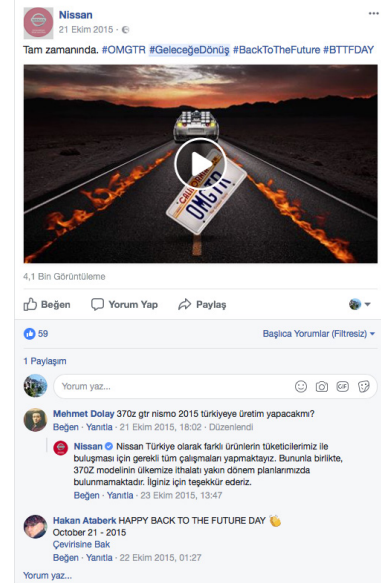 Nissan
21 Ekim 2015 ·
Tam zamanında. #OMGTR #GeleceğeDönüş #BackToTheFuture #BTTFDAY
CALIFORNIA
OMGTR
4,1 Bin Görüntüleme
Beğen Yorum Yap Paylaş
59 Başlıca Yorumlar (Filtresiz)
1 Paylaşım
Yorum yaz... GIF
Mehmet Dolay 370z gtr nismo 2015 türkiyeye üretim yapacakmı?
Beğen · Yanıtla · 21 Ekim 2015, 18:02 · Düzenlendi
Nissan Nissan Türkiye olarak farklı ürünlerin tüketicilerimiz ile
buluşması için gerekli tüm çalışmaları yapmaktayız. Bununla birlikte,
370Z modelinin ülkemize ithalatı yakın dönem planlarımızda
bulunmamaktadır. İlginiz için teşekkür ederiz.
Beğen · Yanıtla · 23 Ekim 2015, 13:47
Hakan Ataberk HAPPY BACK TO THE FUTURE DAY 👏
October 21 - 2015
Çevirisine Bak
Beğen · Yanıtla · 22 Ekim 2015, 01:27
Yorum yaz...